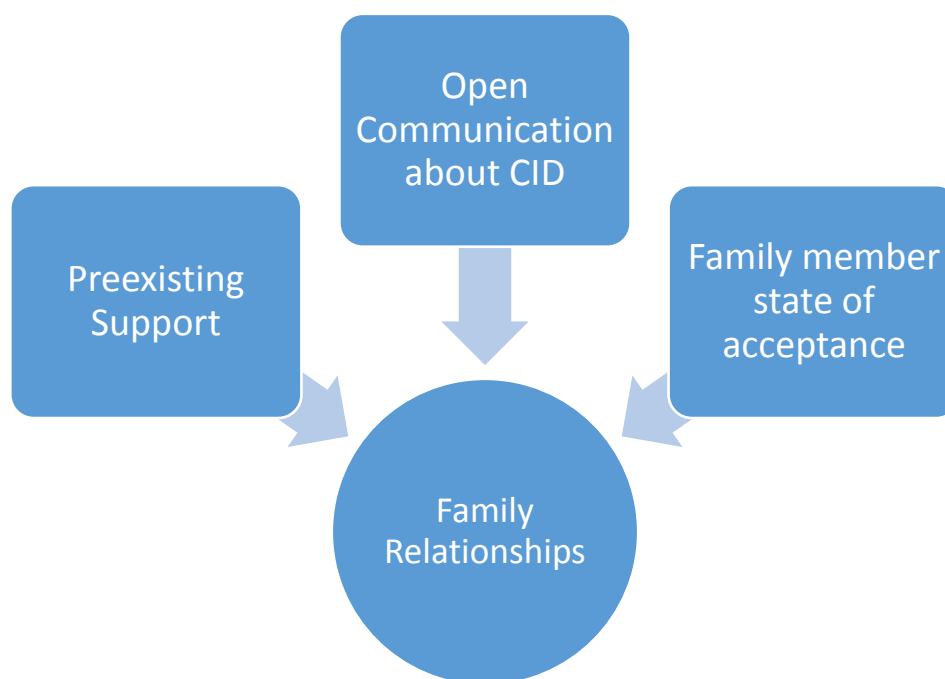 Open
Communication
about CID
Preexisting
Support
Family member
state of
acceptance
Family
Relationships